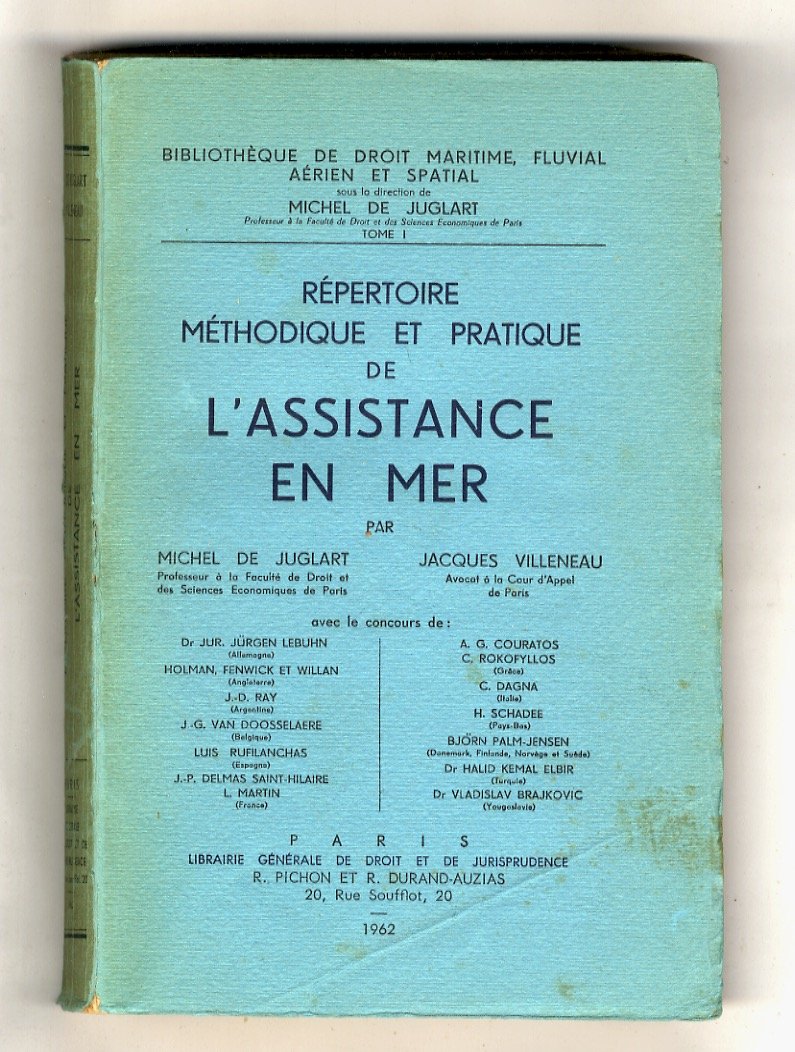 BIBLIOTHÈQUE DE DROIT MARITIME, FLUVIAL
AÉRIEN ET SPATIAL
sous la direction de
MICHEL DE JUGLART
Professeur à la Faculté de Droit et des Sciences Economiques de Paris
TOME I
RÉPERTOIRE
MÉTHODIQUE ET PRATIQUE
DE
L'ASSISTANCE
EN MER
PAR
MICHEL DE JUGLART
Professeur à la Faculté de Droit et
des Sciences Economiques de Paris
JACQUES VILLENEAU
Avocat à la Cour d'Appel
de Paris
avec le concours de :
Dr JUR. JÜRGEN LEBUHN
(Allemagne)
HOLMAN, FENWICK ET WILLAN
(Angleterre)
J.-D. RAY
(Argentine)
J.-G. VAN DOOSSELAERE
(Belgique)
LUIS RUFILANCHAS
(Espagne)
J.-P. DELMAS SAINT-HILAIRE
L. MARTIN
(France)
A. G. COURATOS
C. ROKOFYLLOS
(Grèce)
C. DAGNA
(Italie)
H. SCHADEE
(Pays-Bas)
BJÖRN PALM-JENSEN
(Danemark, Finlande, Norvège et Suède)
Dr HALID KEMAL ELBIR
(Turquie)
Dr VLADISLAV BRAJKOVIC
(Yougoslavie)
PARIS
LIBRAIRIE GÉNÉRALE DE DROIT ET DE JURISPRUDENCE
R. PICHON ET R. DURAND-AUZIAS
20, Rue Soufflot, 20
1962
L'ASSISTANCE EN MER